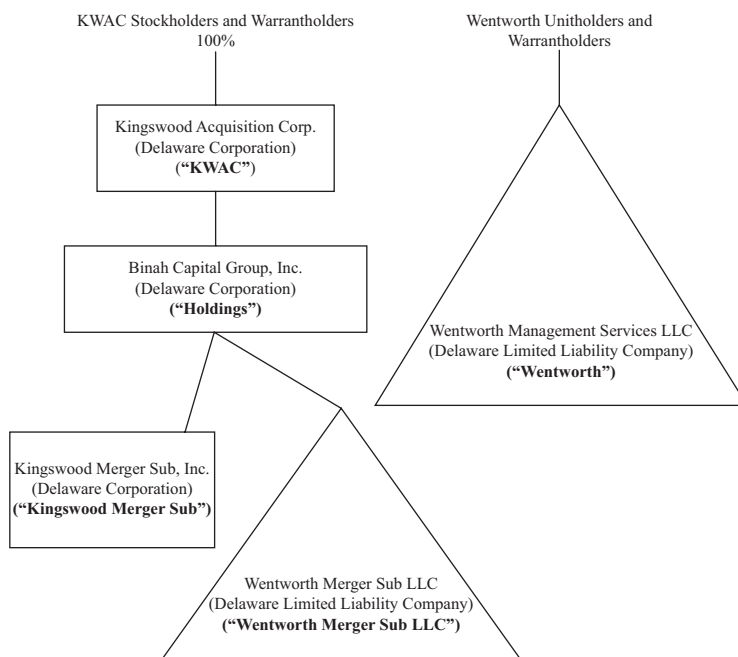 KWAC Stockholders and Warrantholders
100%
Wentworth Unitholders and
Warrantholders
Kingswood Acquisition Corp.
(Delaware Corporation)
(“KWAC”)
Binah Capital Group, Inc.
(Delaware Corporation)
(“Holdings”)
Wentworth Management Services LLC
(Delaware Limited Liability Company)
(“Wentworth”)
Kingswood Merger Sub, Inc.
(Delaware Corporation)
(“Kingswood Merger Sub”)
Wentworth Merger Sub LLC
(Delaware Limited Liability Company)
(“Wentworth Merger Sub LLC”)